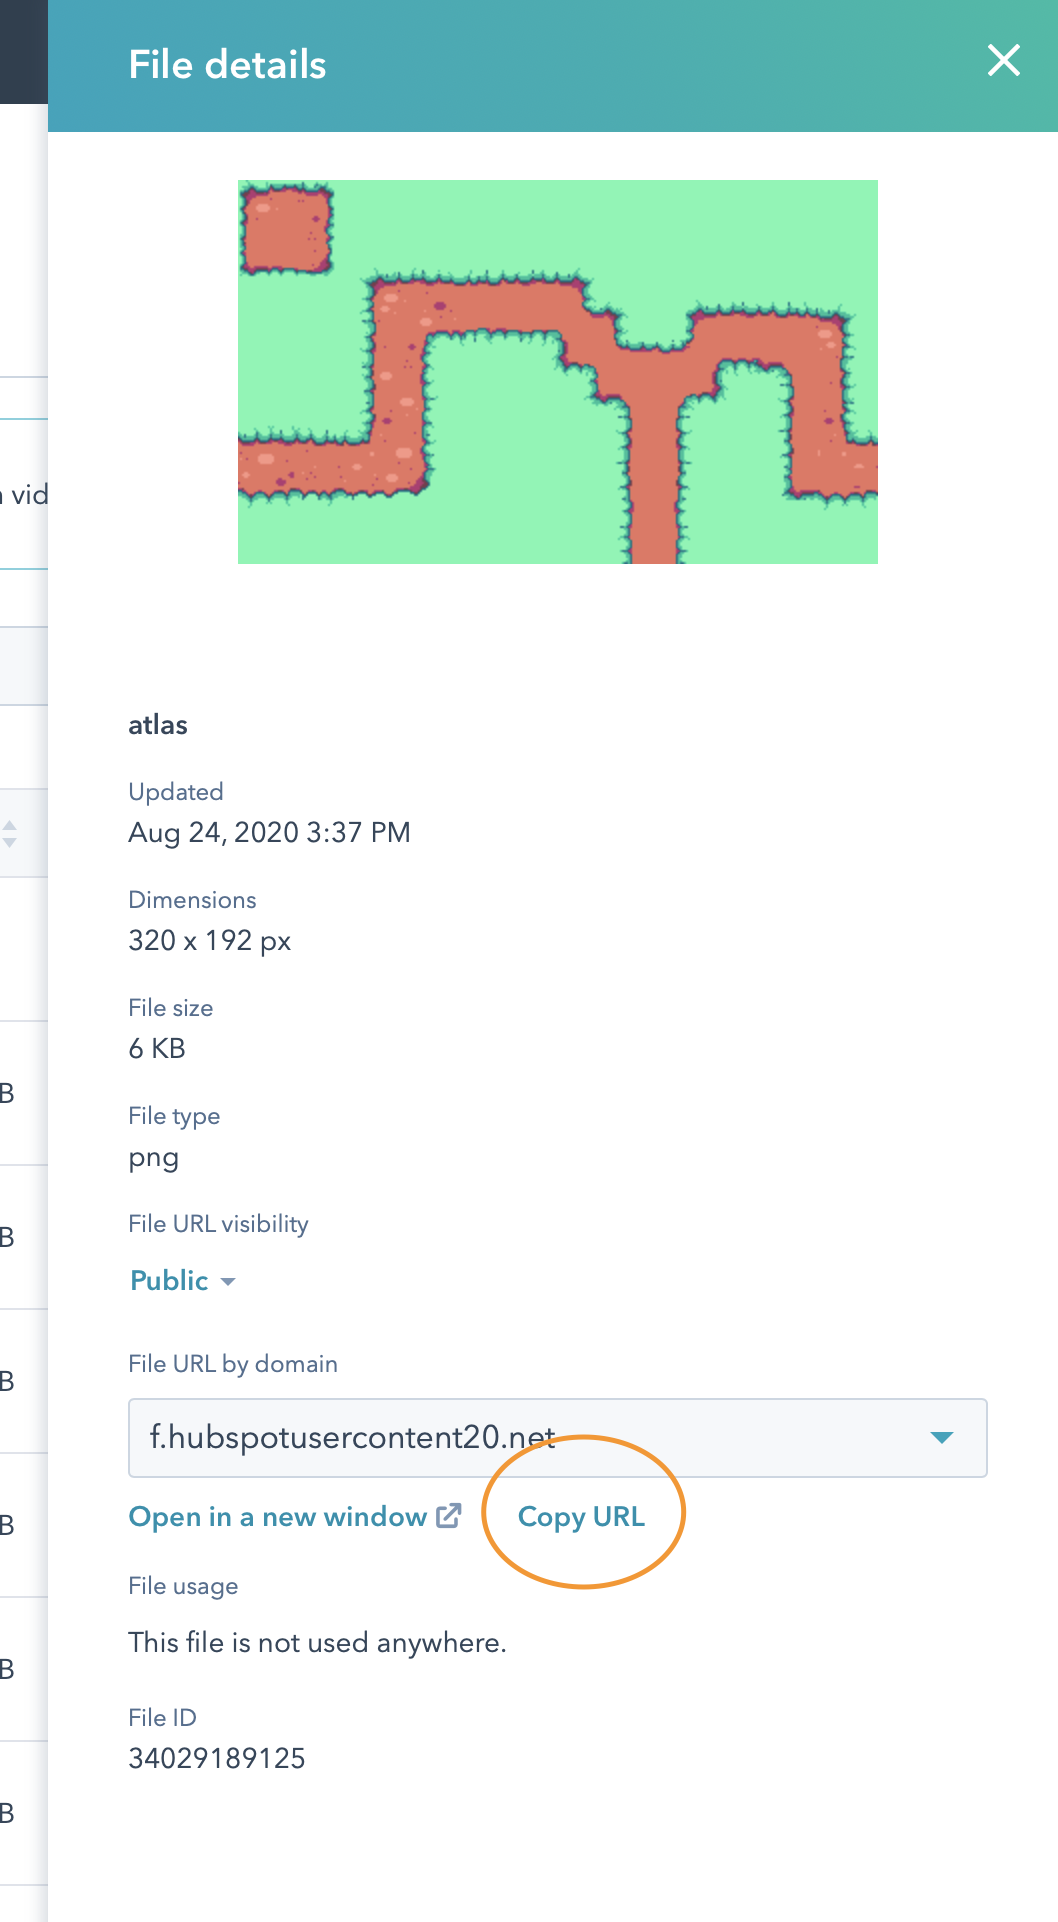 File details
vid
atlas
Updated
Aug 24, 2020 3:37 PM
Dimensions
320 x 192 px
File size
6 KB
B
File type
png
File URL visibility
B
Public
File URL by domain
B
f.hubspotusercontent20.net
Open in a new window
Copy URL
B
File usage
This file is not used anywhere.
B
File ID
34029189125
B